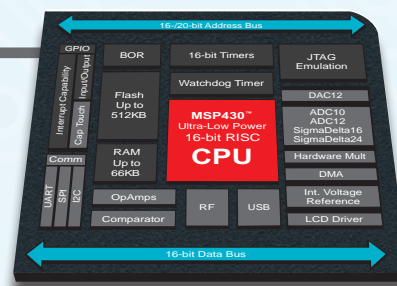 16-/20-bit Address Bus
GPIO
Interrupt Capability
Input/Output
Cap Touch
Comm
UART
SPI
I2C
BOR
Flash
Up to
512KB
RAM
Up to
66KB
OpAmps
Comparator
16-bit Timers
Watchdog Timer
MSP430™
Ultra-Low Power
16-bit RISC
CPU
RF
USB
JTAG
Emulation
DAC12
ADC10
ADC12
SigmaDelta16
SigmaDelta24
Hardware Mult
DMA
Int. Voltage
Reference
LCD Driver
16-bit Data Bus